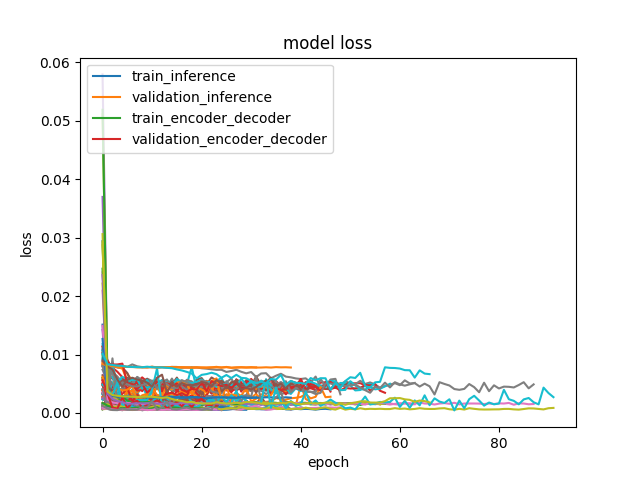 model loss
train_inference
validation_inference
train_encoder_decoder
validation_encoder_decoder
0.06
0.05
0.04
0.03
0.02
0.01
0.00
loss
0 20 40 60 80
epoch